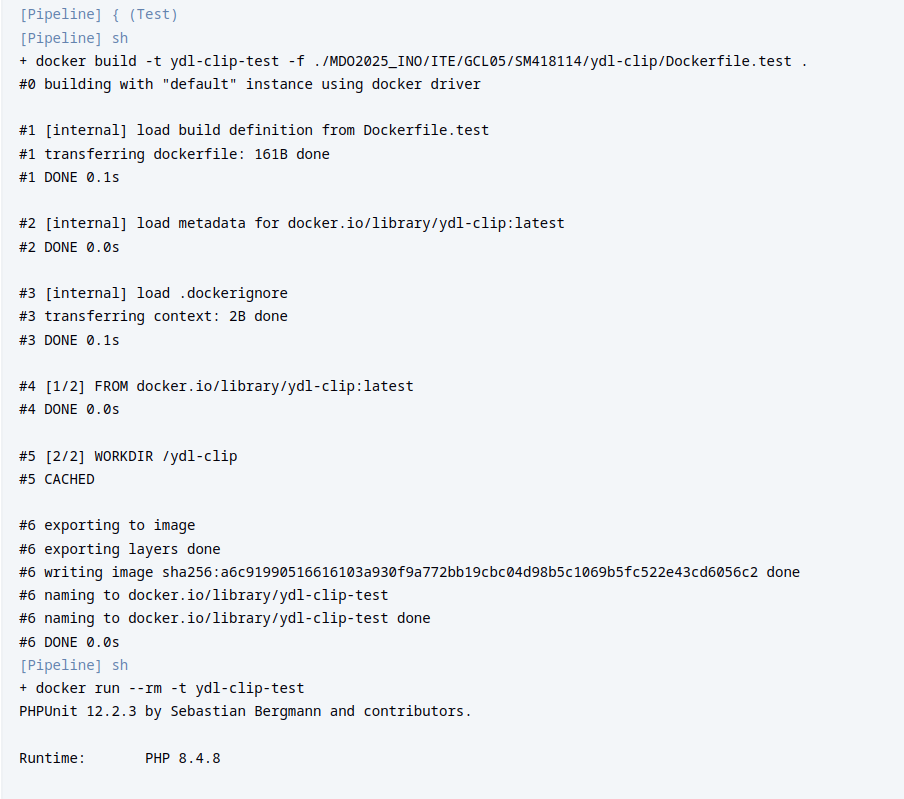 [Pipeline] { (Test)
[Pipeline] sh
+ docker build -t ydl-clip-test -f ./MDO2025_INO/ITE/GCL05/SM418114/ydl-clip/Dockerfile.test .
#0 building with "default" instance using docker driver
#1 [internal] load build definition from Dockerfile.test
#1 transferring dockerfile: 161B done
#1 DONE 0.1s
#2 [internal] load metadata for docker.io/library/ydl-clip:latest
#2 DONE 0.0s
#3 [internal] load .dockerignore
#3 transferring context: 2B done
#3 DONE 0.1s
#4 [1/2] FROM docker.io/library/ydl-clip:latest
#4 DONE 0.0s
#5 [2/2] WORKDIR /ydl-clip
#5 CACHED
#6 exporting to image
#6 exporting layers done
#6 writing image sha256:a6c91990516616103a930f9a772bb19cbc04d98b5c1069b5fc522e43cd6056c2 done
#6 naming to docker.io/library/ydl-clip-test
#6 naming to docker.io/library/ydl-clip-test done
#6 DONE 0.0s
[Pipeline] sh
+ docker run --rm -t ydl-clip-test
PHPUnit 12.2.3 by Sebastian Bergmann and contributors.
Runtime:       PHP 8.4.8